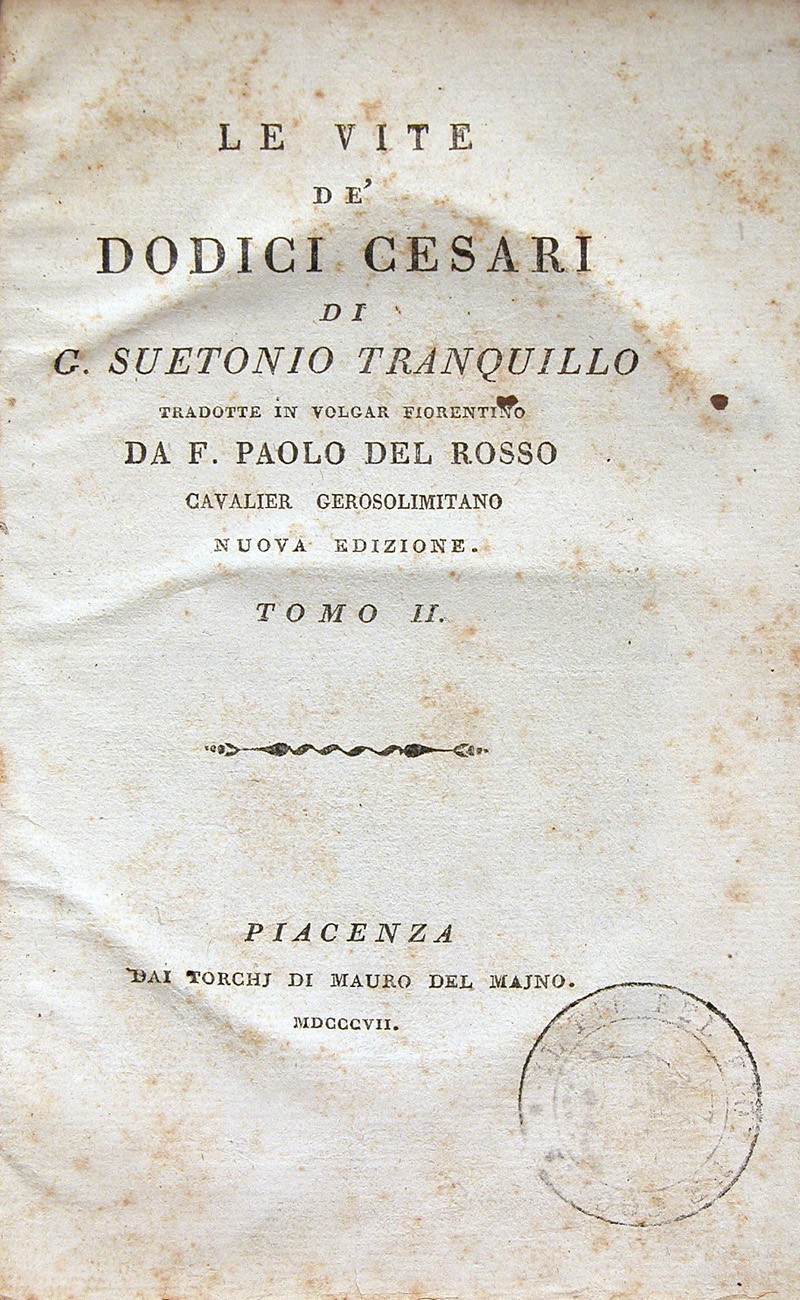 LE VITE
DE'
DODICI CESARI
DI
G. SUETONIO TRANQUILLO
TRADOTTE IN VOLGAR FIORENTINO
DA F. PAOLO DEL ROSSO
CAVALIER GEROSOLIMITANO
NUOVA EDIZIONE.
TOMO II.
PIACENZA
DAI TORCHJ DI MAURO DEL MAJNO.
MDCCCVII.